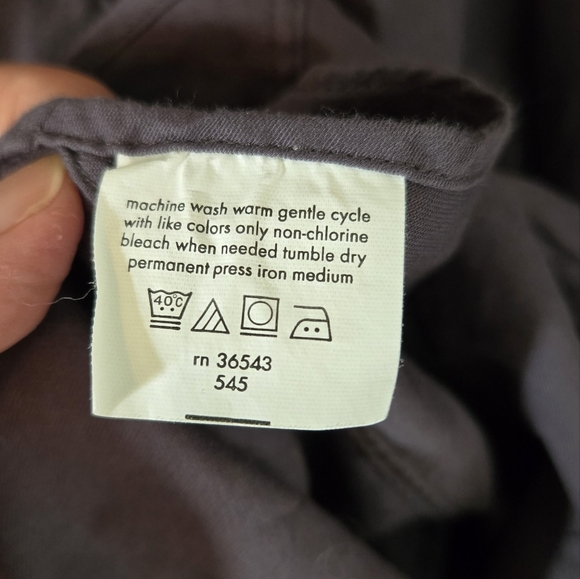 machine wash warm gentle cycle
with like colors only non-chlorine
bleach when needed tumble dry
permanent press iron medium
40°C
rn 36543
545